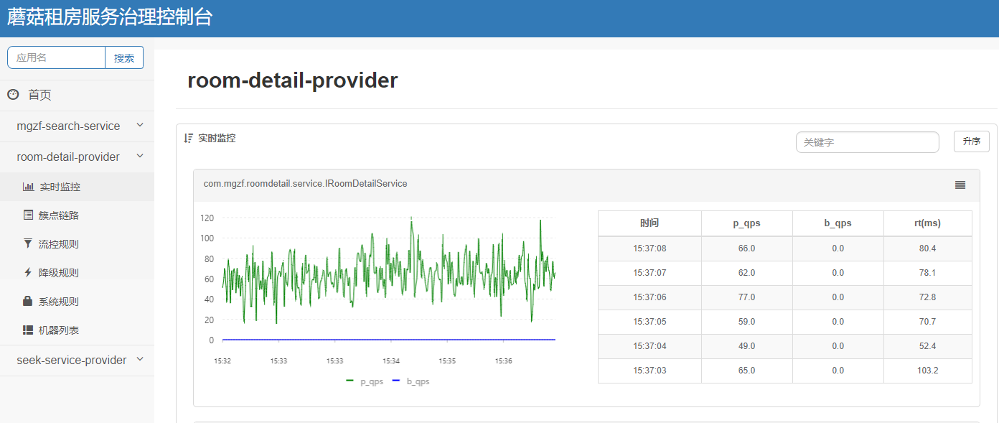 蘑菇租房服务治理控制台
应用名 搜索
首页
mgzf-search-service
room-detail-provider
实时监控
簇点链路
流控规则
降级规则
系统规则
机器列表
seek-service-provider
room-detail-provider
实时监控 关键字 升序
com.mgzf.roomdetail.service.IRoomDetailService
120
100
80
60
40
20
0
15:32 15:33 15:33 15:34 15:35 15:36
p_qps b_qps
时间 p_qps b_qps rt(ms)
15:37:08 66.0 0.0 80.4
15:37:07 62.0 0.0 78.1
15:37:06 77.0 0.0 72.8
15:37:05 59.0 0.0 70.7
15:37:04 49.0 0.0 52.4
15:37:03 65.0 0.0 103.2